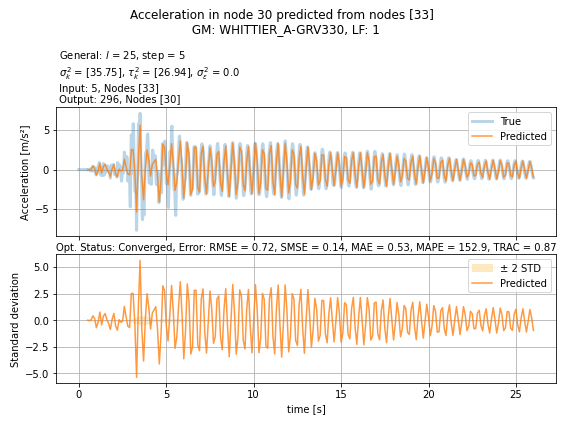 Acceleration in node 30 predicted from nodes [33]
GM: WHITTIER_A-GRV330, LF: 1
General: l = 25, step = 5
σ²ₖ = [35.75], τ²ₖ = [26.94], σ²ε = 0.0
Input: 5, Nodes [33]
Output: 296, Nodes [30]
Acceleration [m/s²]
5
0
−5
True
Predicted
Opt. Status: Converged, Error: RMSE = 0.72, SMSE = 0.14, MAE = 0.53, MAPE = 152.9, TRAC = 0.87
Standard deviation
5.0
2.5
0.0
−2.5
−5.0
± 2 STD
Predicted
0 5 10 15 20 25
time [s]